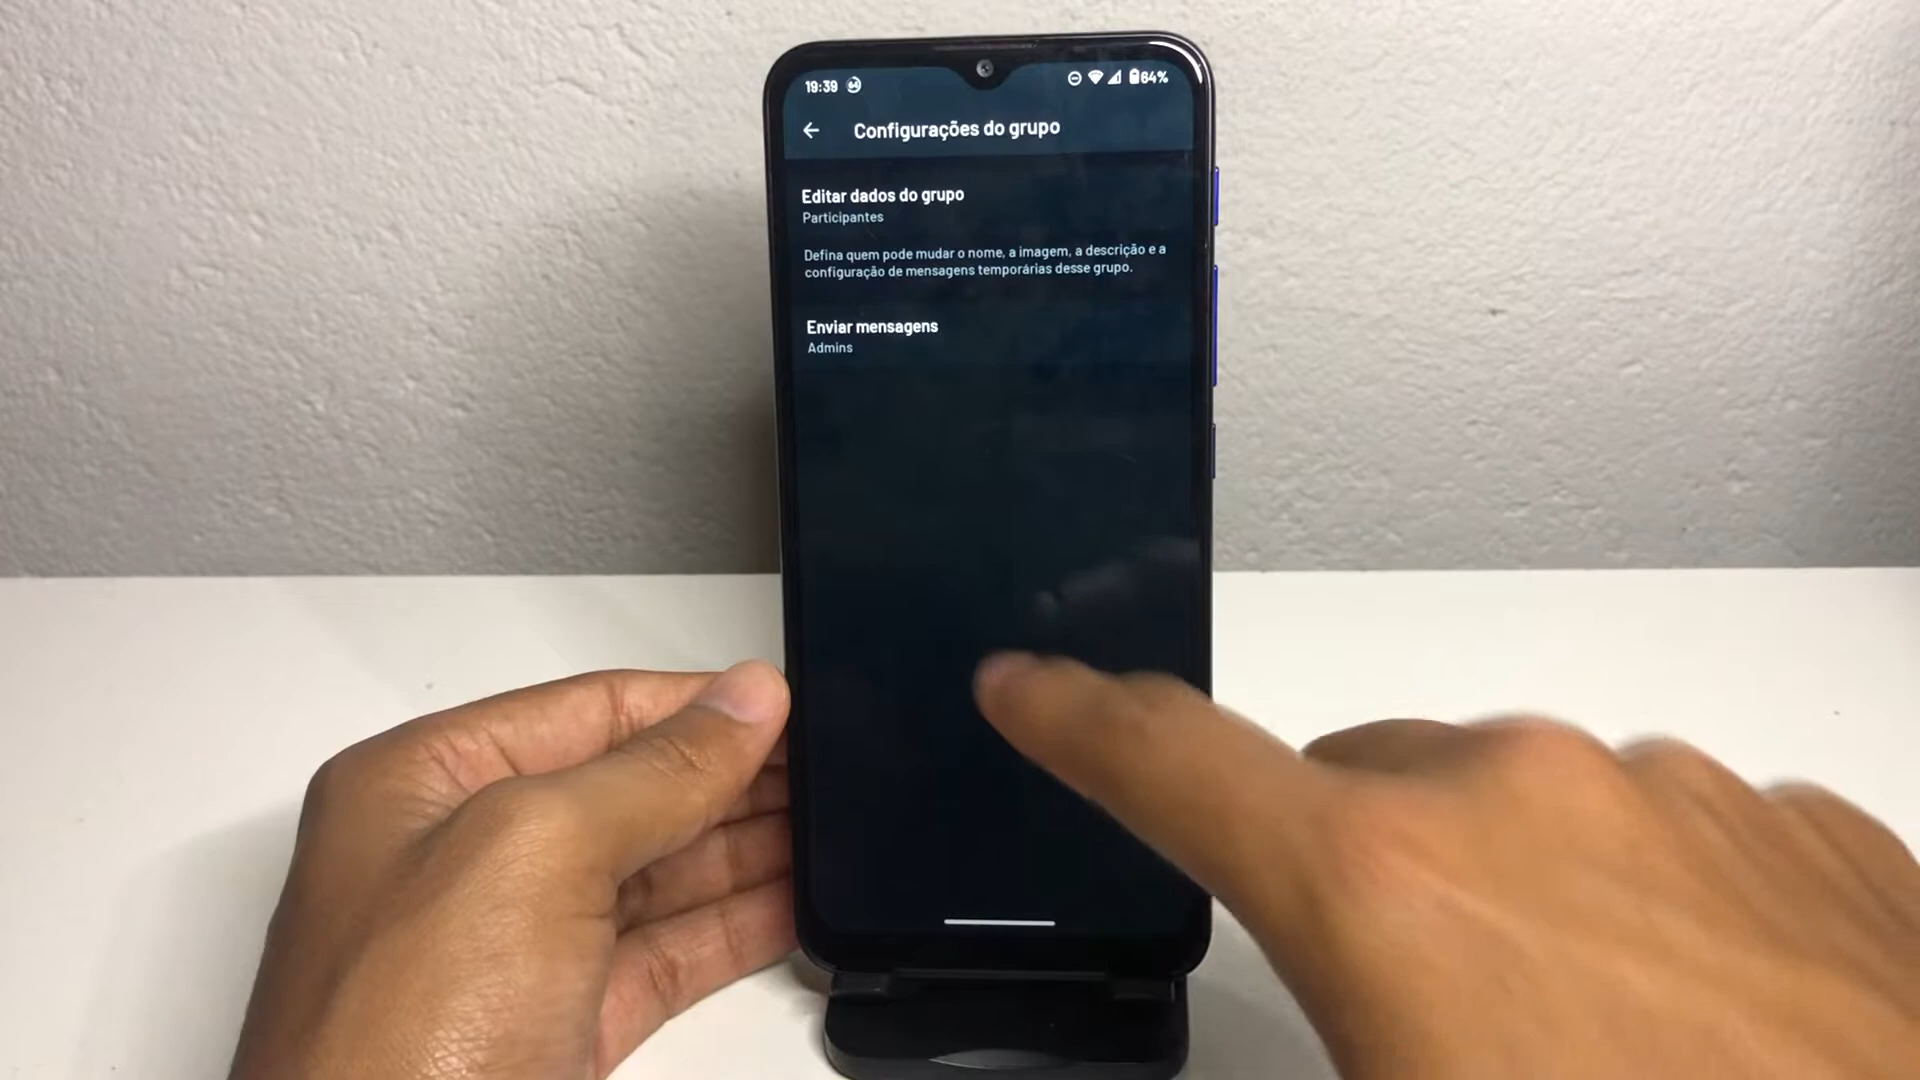 19:39
64%
Configurações do grupo
Editar dados do grupo
Participantes
Defina quem pode mudar o nome, a imagem, a descrição e a
configuração de mensagens temporárias desse grupo.
Enviar mensagens
Admins